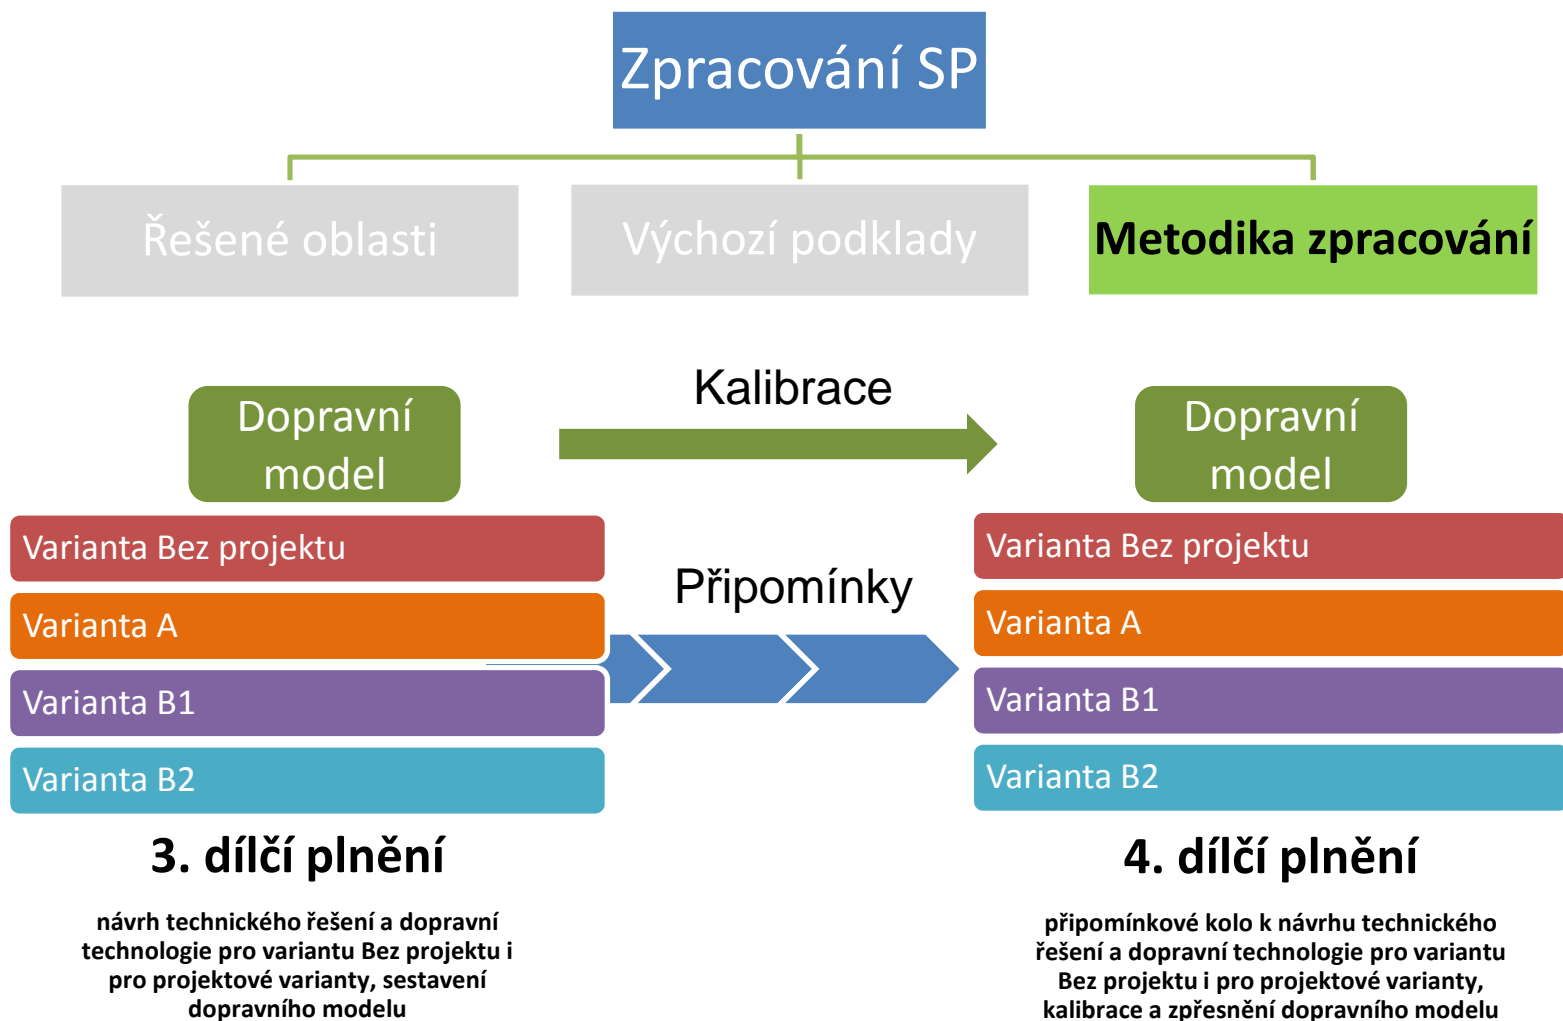 Zpracování SP
Řešené oblasti
Výchozí podklady
Metodika zpracování
Dopravní
model
Kalibrace
Dopravní
model
Varianta Bez projektu
Varianta A
Varianta B1
Varianta B2
Připomínky
Varianta Bez projektu
Varianta A
Varianta B1
Varianta B2
3. dílčí plnění
návrh technického řešení a dopravní
technologie pro variantu Bez projektu i
pro projektové varianty, sestavení
dopravního modelu
4. dílčí plnění
připomínkové kolo k návrhu technického
řešení a dopravní technologie pro variantu
Bez projektu i pro projektové varianty,
kalibrace a zpřesnění dopravního modelu